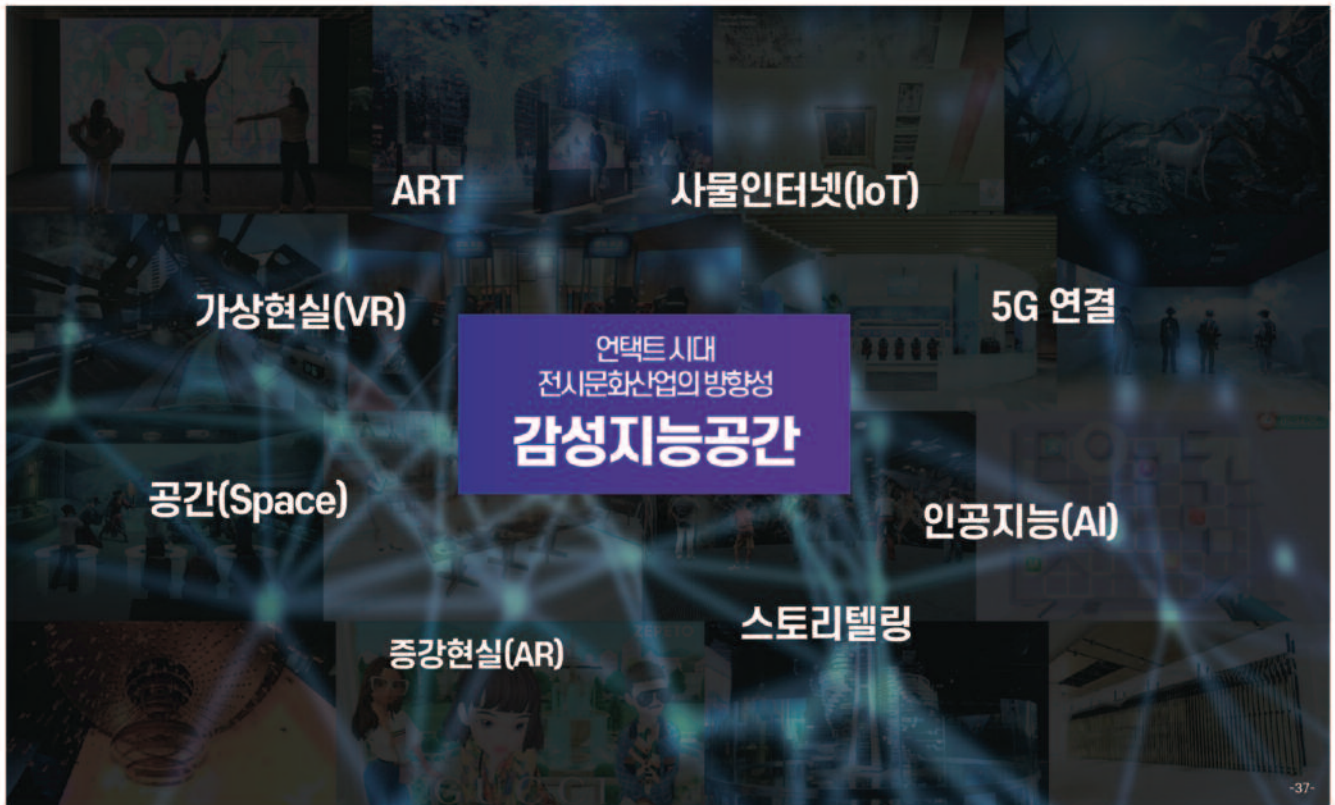 ART
사물인터넷(IoT)
가상현실(VR)
5G 연결
언택트 시대
전시문화산업의 방향성
감성지능공간
공간(Space)
인공지능(AI)
스토리텔링
증강현실(AR)
-37-